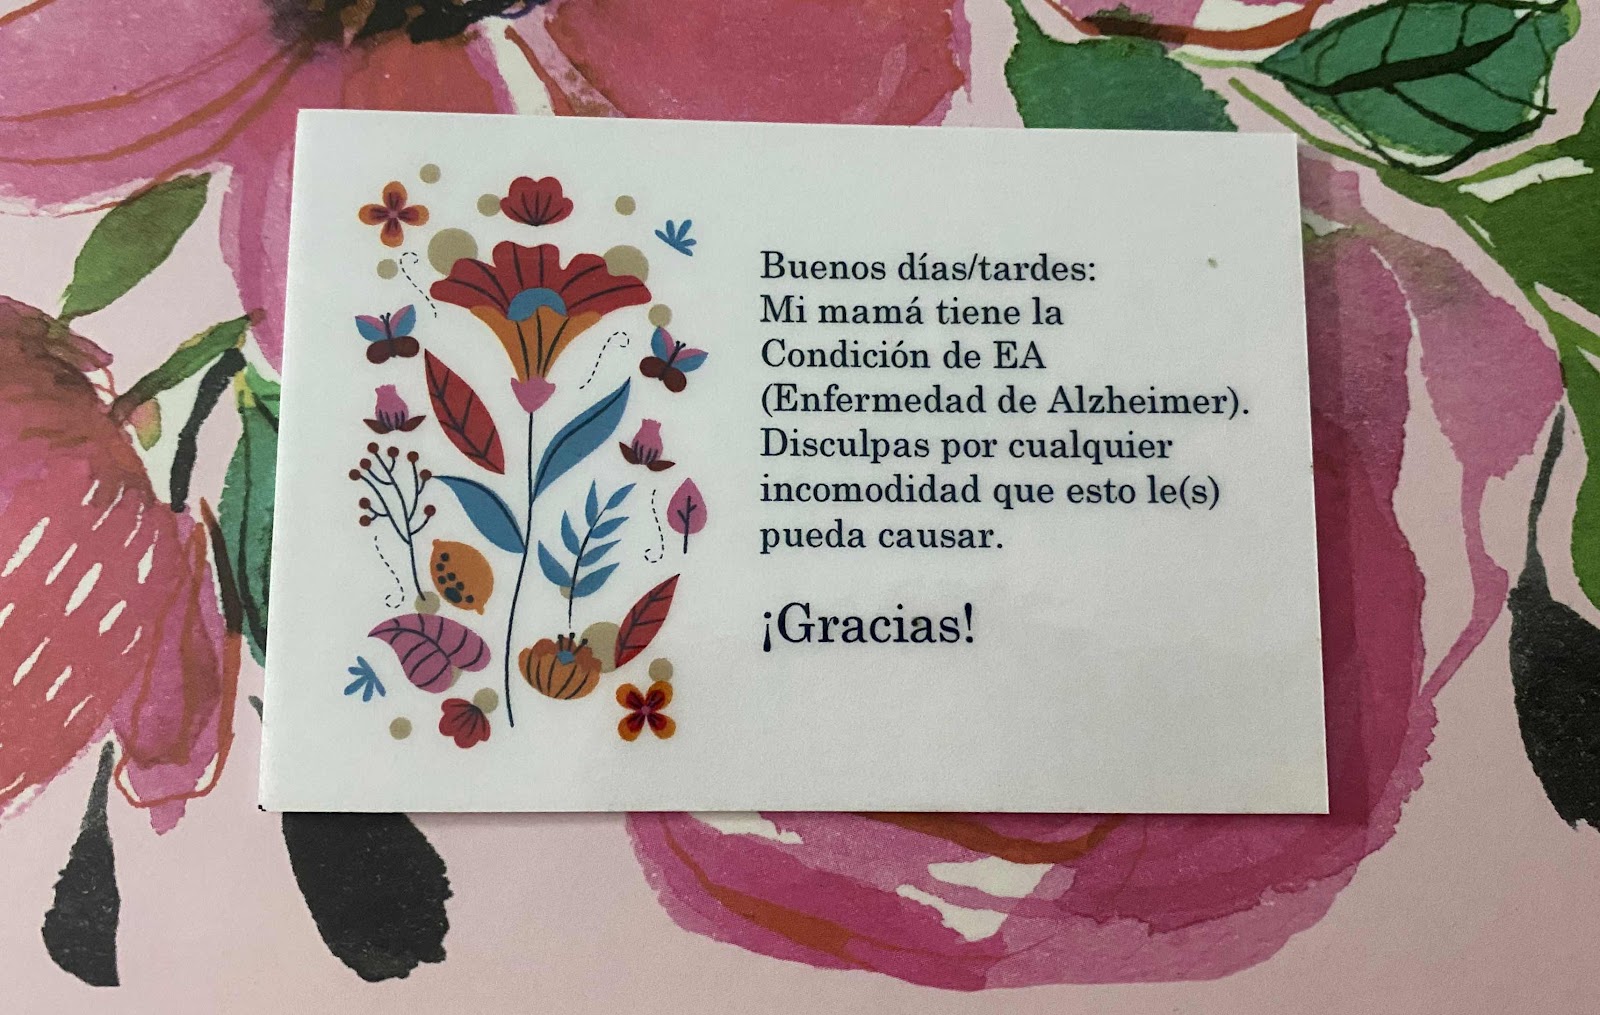 Buenos días/tardes:
Mi mamá tiene la
Condición de EA
(Enfermedad de Alzheimer).
Disculpas por cualquier
incomodidad que esto le(s)
pueda causar.
¡Gracias!